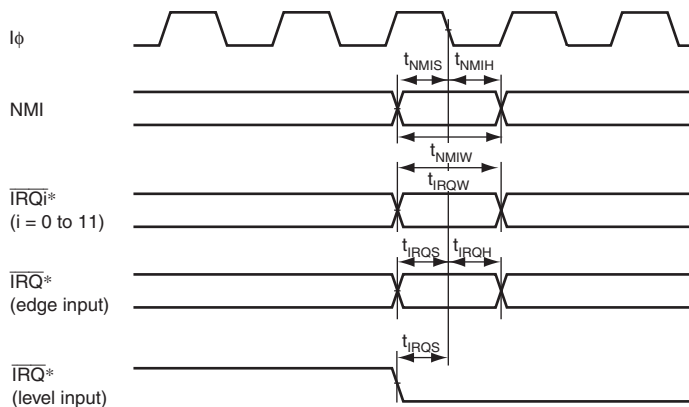 Iϕ
tNMIS tNMIH
NMI
tNMIW
IRQi*
(i = 0 to 11)
tIRQW
tIRQS tIRQH
IRQ*
(edge input)
tIRQS
IRQ*
(level input)